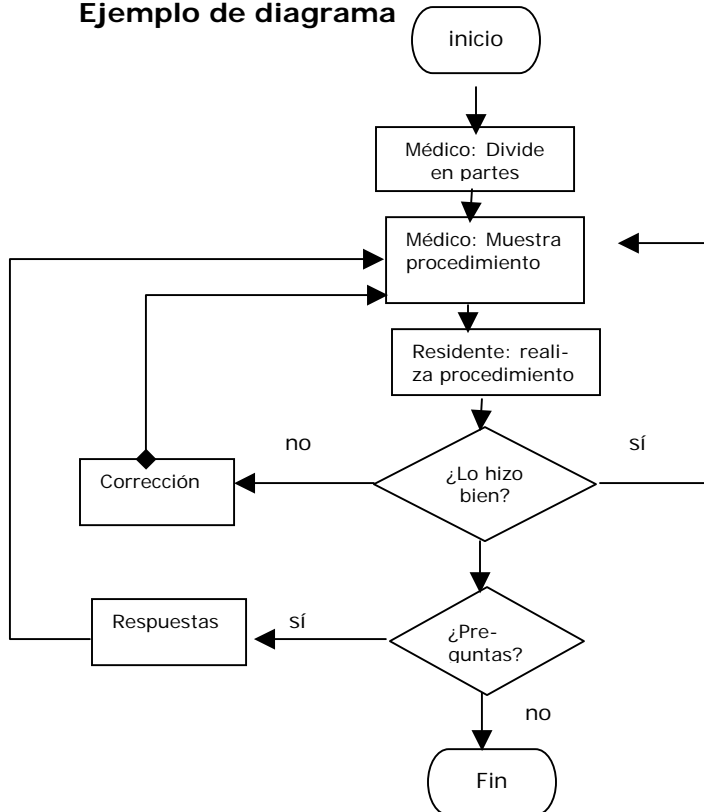 Ejemplo de diagrama
inicio
Médico: Divide
en partes
Médico: Muestra
procedimiento
Residente: reali-
za procedimiento
no
sí
¿Lo hizo
bien?
Corrección
Respuestas
sí
¿Pre-
guntas?
no
Fin